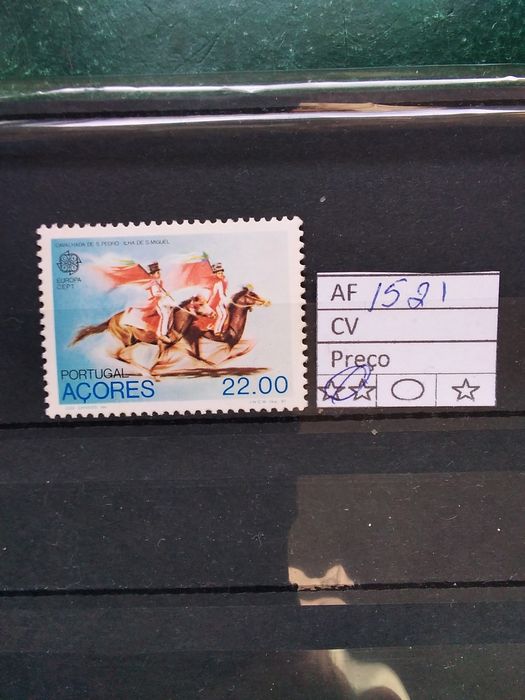 CAVALHADA DE S. PEDRO · ILHA DE S. MIGUEL
EUROPA
CEPT
PORTUGAL
AÇORES
22.00
AF 1521
CV
Preço